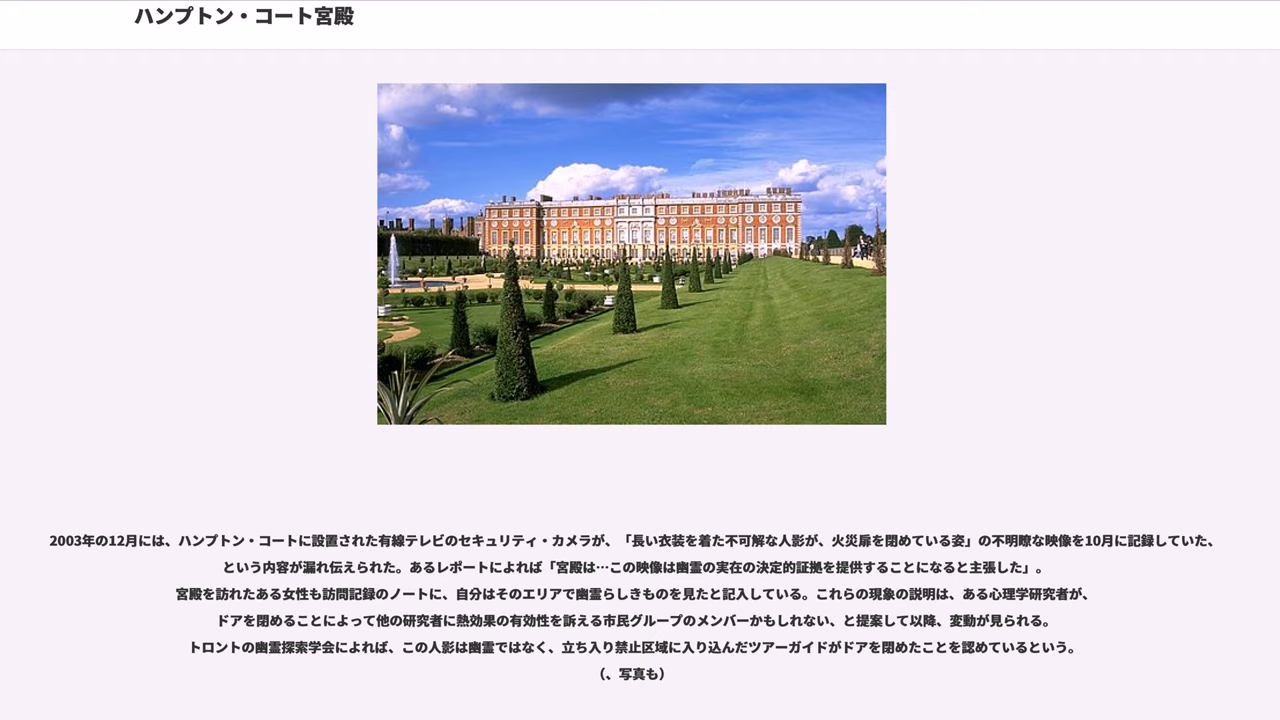 ハンプトン・コート宮殿
2003年の12月には、ハンプトン・コートに設置された有線テレビのセキュリティ・カメラが、「長い衣装を着た不可解な人影が、火災扉を閉めている姿」の不明瞭な映像を10月に記録していた、
という内容が漏れ伝えられた。あるレポートによれば「宮殿は…この映像は幽霊の実在の決定的証拠を提供することになると主張した」。
宮殿を訪れたある女性も訪問記録のノートに、自分はそのエリアで幽霊らしきものを見たと記入している。これらの現象の説明は、ある心理学研究者が、
ドアを閉めることによって他の研究者に熱効果の有効性を訴える市民グループのメンバーかもしれない、と提案して以降、変動が見られる。
トロントの幽霊探索学会によれば、この人影は幽霊ではなく、立ち入り禁止区域に入り込んだツアーガイドがドアを閉めたことを認めているという。
（、写真も）